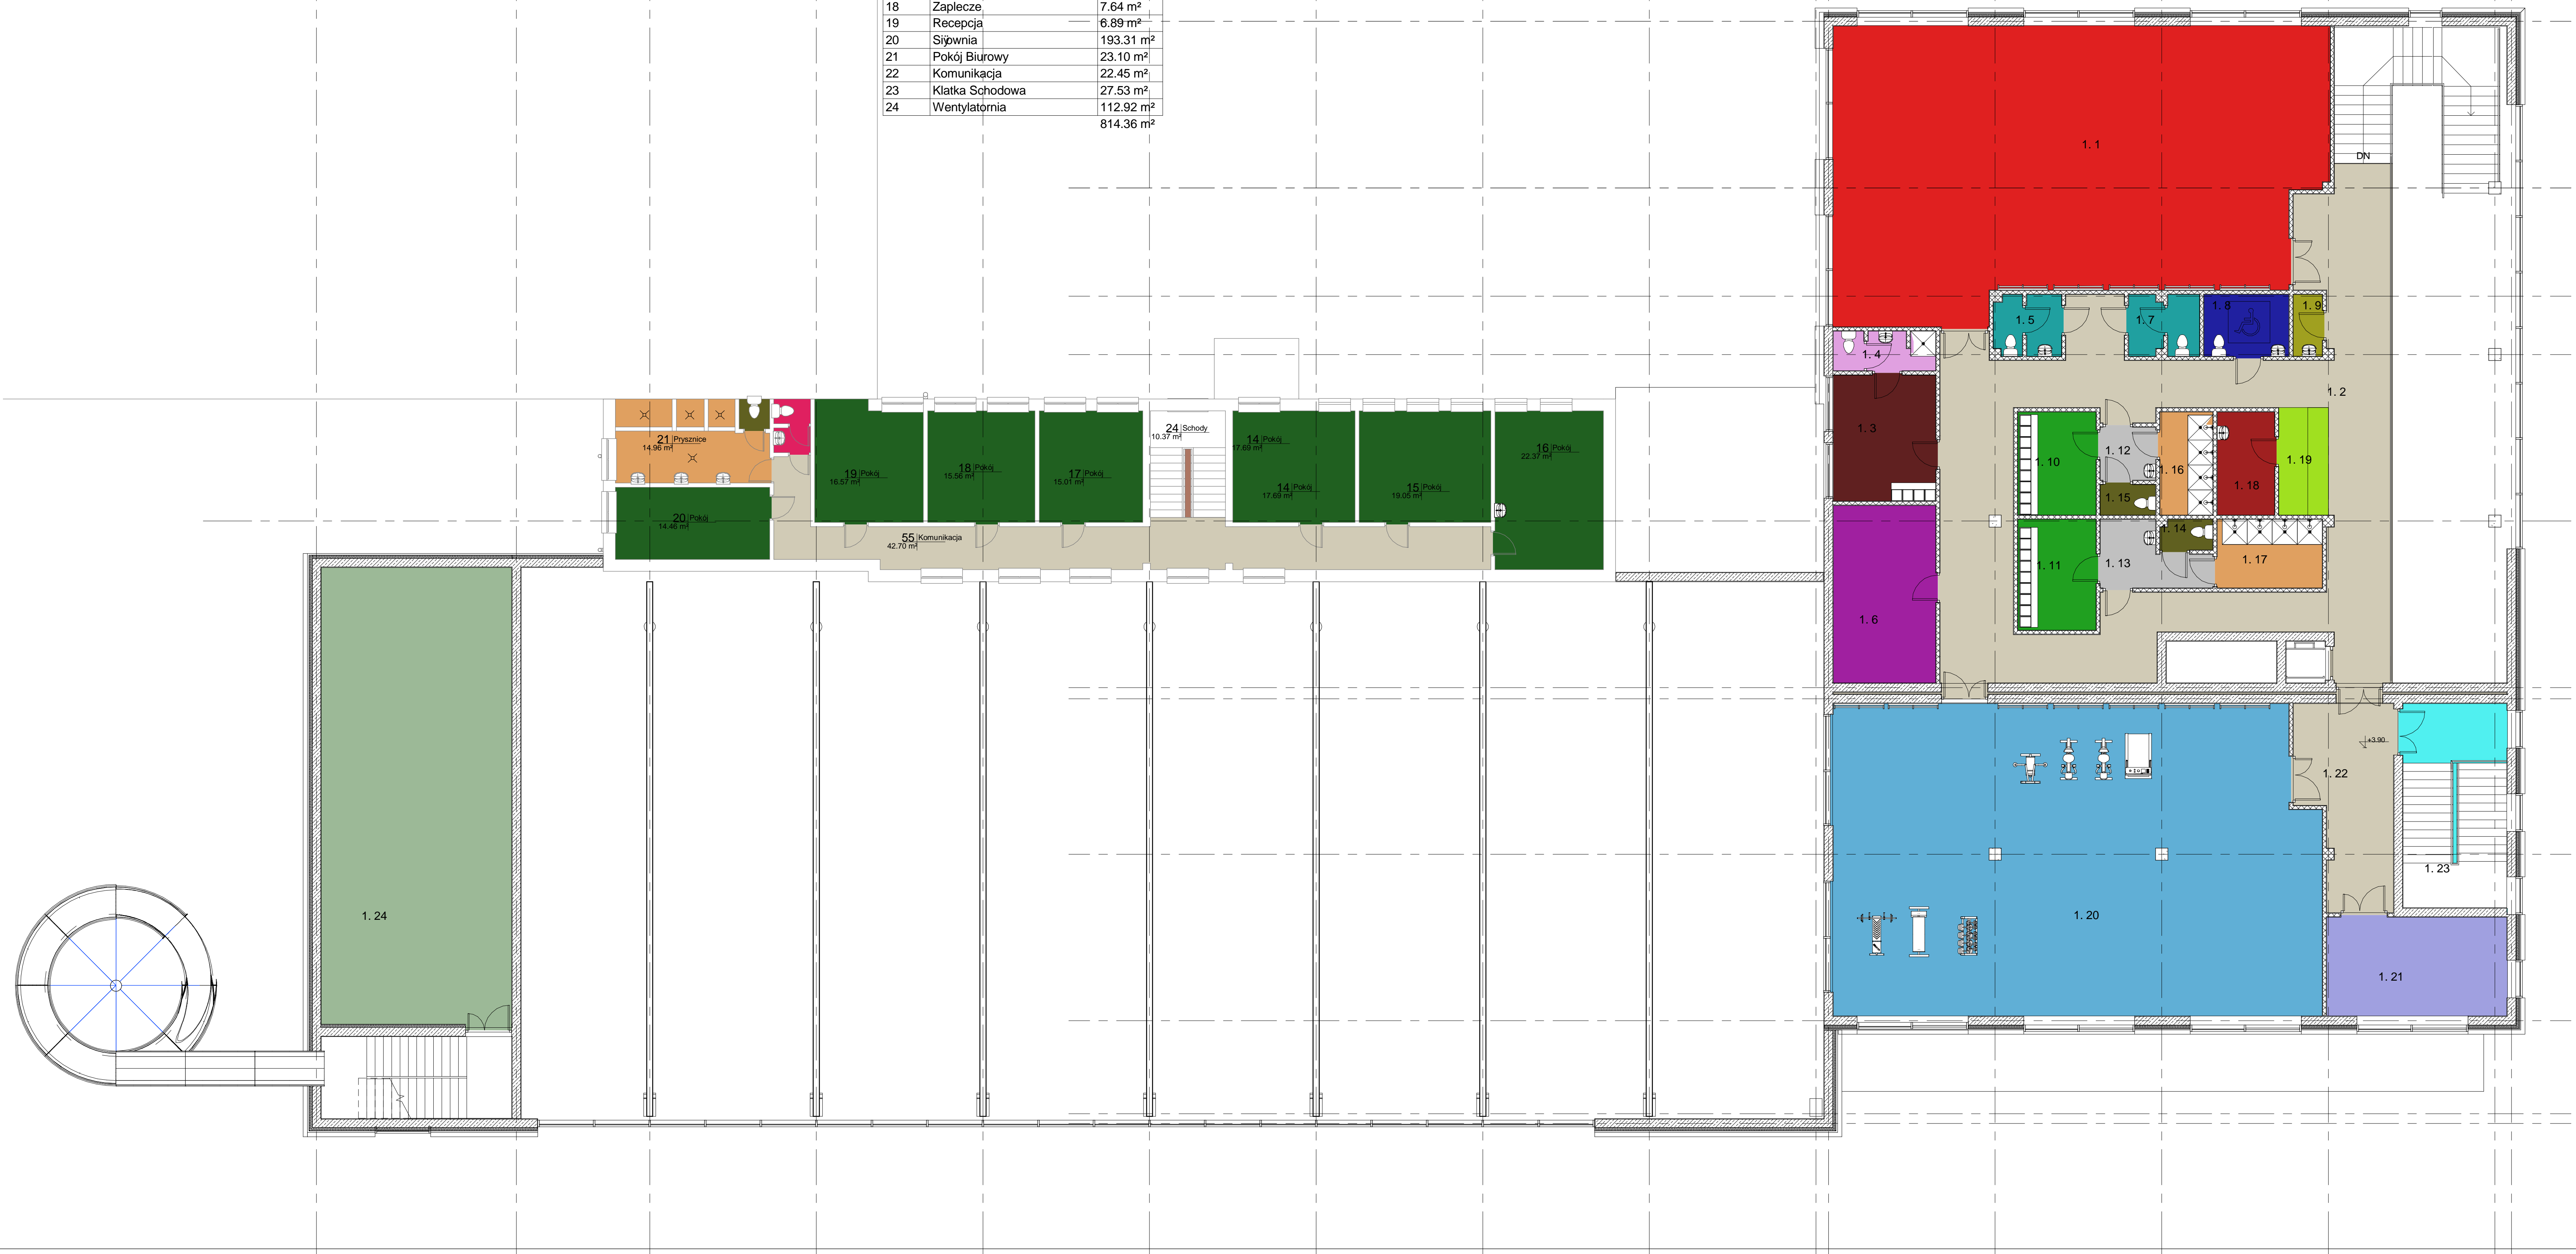 18 Zaplecze 7.64 m²
19 Recepcja 6.89 m²
20 Siÿownia 193.31 m²
21 Pokój Biurowy 23.10 m²
22 Komunikacja 22.45 m²
23 Klatka Schodowa 27.53 m²
24 Wentylatornia 112.92 m²
814.36 m²
1. 1
DN
1. 5
1. 7
1. 8
1. 9
1. 4
1. 2
1. 3
1. 10
1. 12
1. 16
1. 18
1. 19
1. 15
1. 14
1. 11
1. 13
1. 17
1. 6
21 Prysznice
14.96 m²
24 Schody
10.37 m²
14 Pokój
17.69 m²
16 Pokój
22.37 m²
19 Pokój
16.57 m²
18 Pokój
15.56 m²
17 Pokój
15.01 m²
14 Pokój
17.69 m²
15 Pokój
19.05 m²
20 Pokój
14.46 m²
55 Komunikacja
42.70 m²
+3.90
1. 22
1. 23
1. 24
1. 20
1. 21